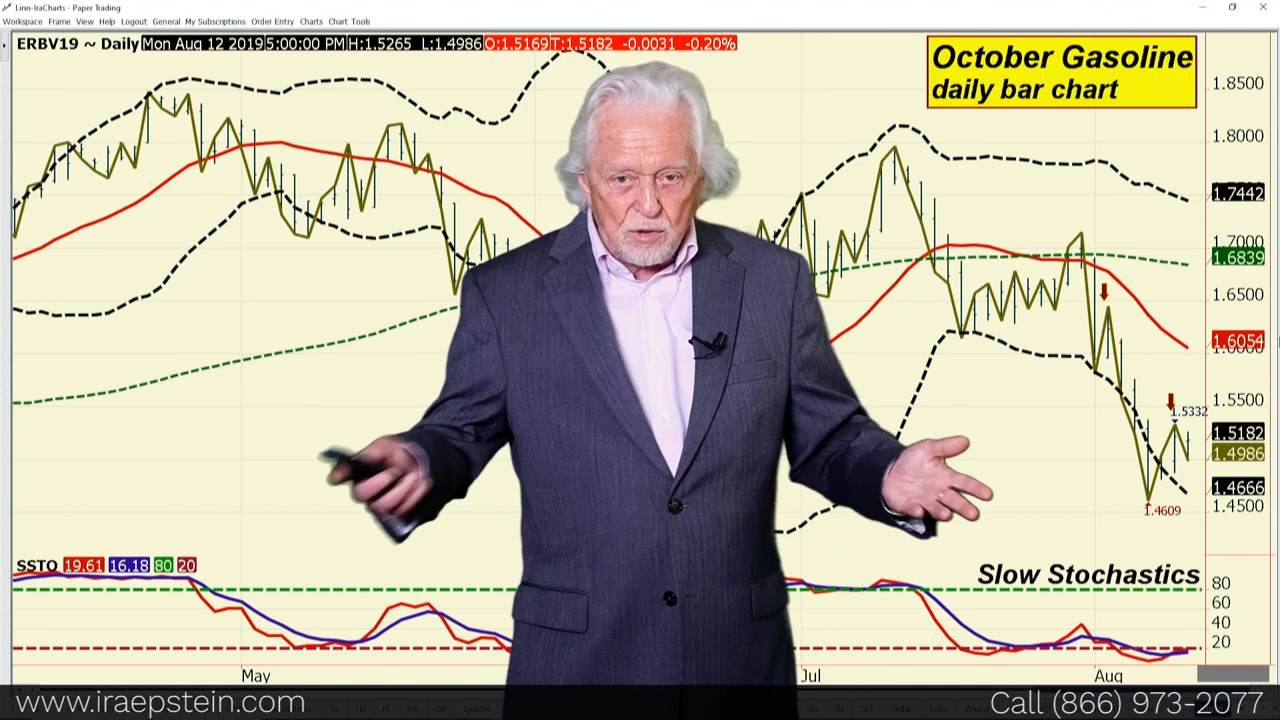 Linn-IraCharts - Paper Trading
Workspace Frame View Help Logout General My Subscriptions Order Entry Charts Chart Tools
ERBV19 ~ Daily Mon Aug 12 2019 5:00:00 PM H:1.5265 L:1.4986 O:1.5169 T:1.5182 -0.0031 -0.20%
October Gasoline
daily bar chart
1.8500
1.8000
1.7442
1.7000
1.6839
1.6500
1.6054
1.6000
1.5500
1.5332
1.5182
1.4986
1.4666
1.4500
1.4609
SSTO 19.61 16.18 80 20
Slow Stochastics
80
60
40
20
May Jul Aug
www.iraepstein.com Call (866) 973-2077